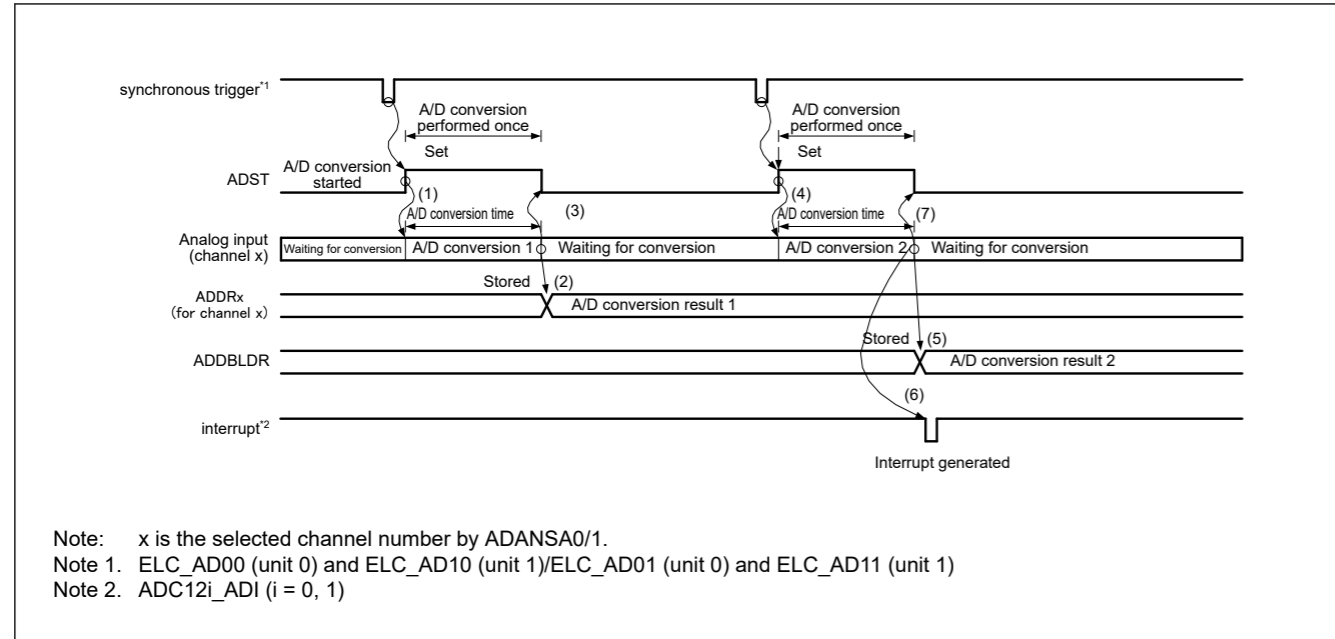 synchronous trigger*1
A/D conversion
performed once
A/D conversion
performed once
Set
Set
ADST
A/D conversion
started
(1)
(4)
A/D conversion time
(3)
A/D conversion time
(7)
Analog input
(channel x)
Waiting for conversion
A/D conversion 1
Waiting for conversion
A/D conversion 2
Waiting for conversion
Stored
(2)
ADDRx
(for channel x)
A/D conversion result 1
Stored
(5)
ADDBLDR
A/D conversion result 2
(6)
interrupt*2
Interrupt generated
Note: x is the selected channel number by ADANSA0/1.
Note 1. ELC_AD00 (unit 0) and ELC_AD10 (unit 1)/ELC_AD01 (unit 0) and ELC_AD11 (unit 1)
Note 2. ADC12i_ADI (i = 0, 1)